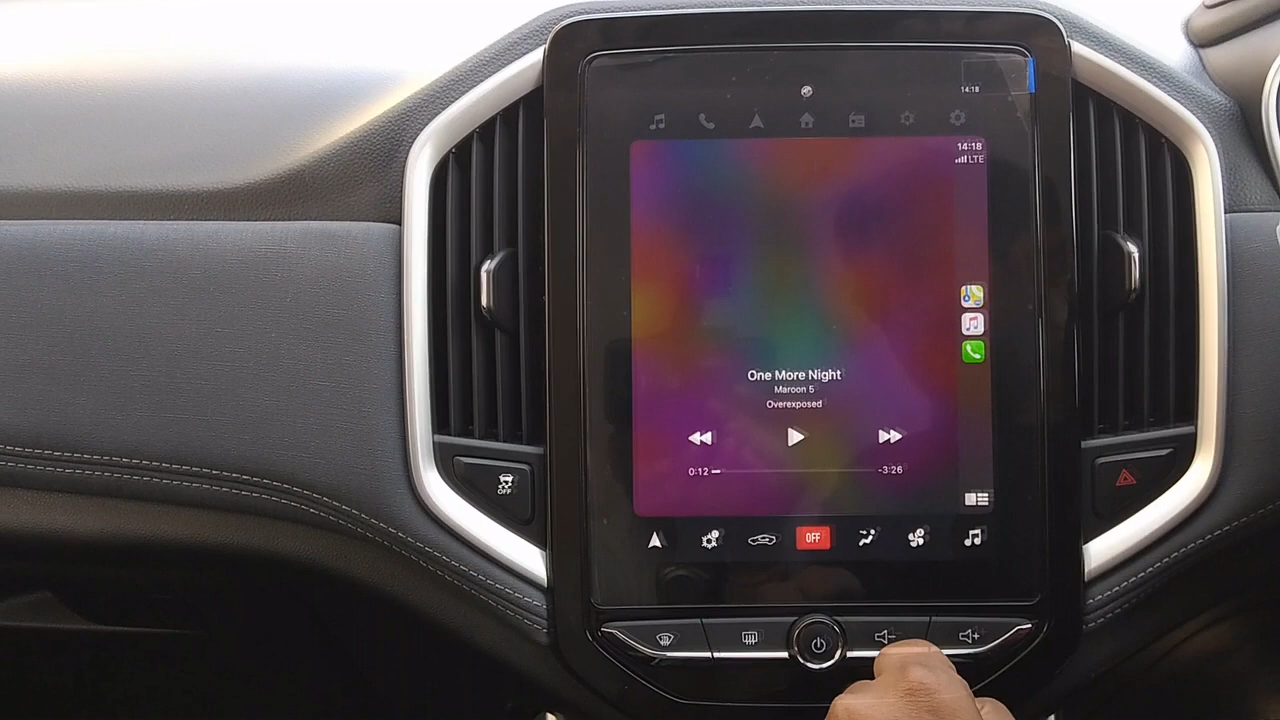 14:18
14:18
LTE
One More Night
Maroon 5
Overexposed
0:12
-3:26
OFF
OFF